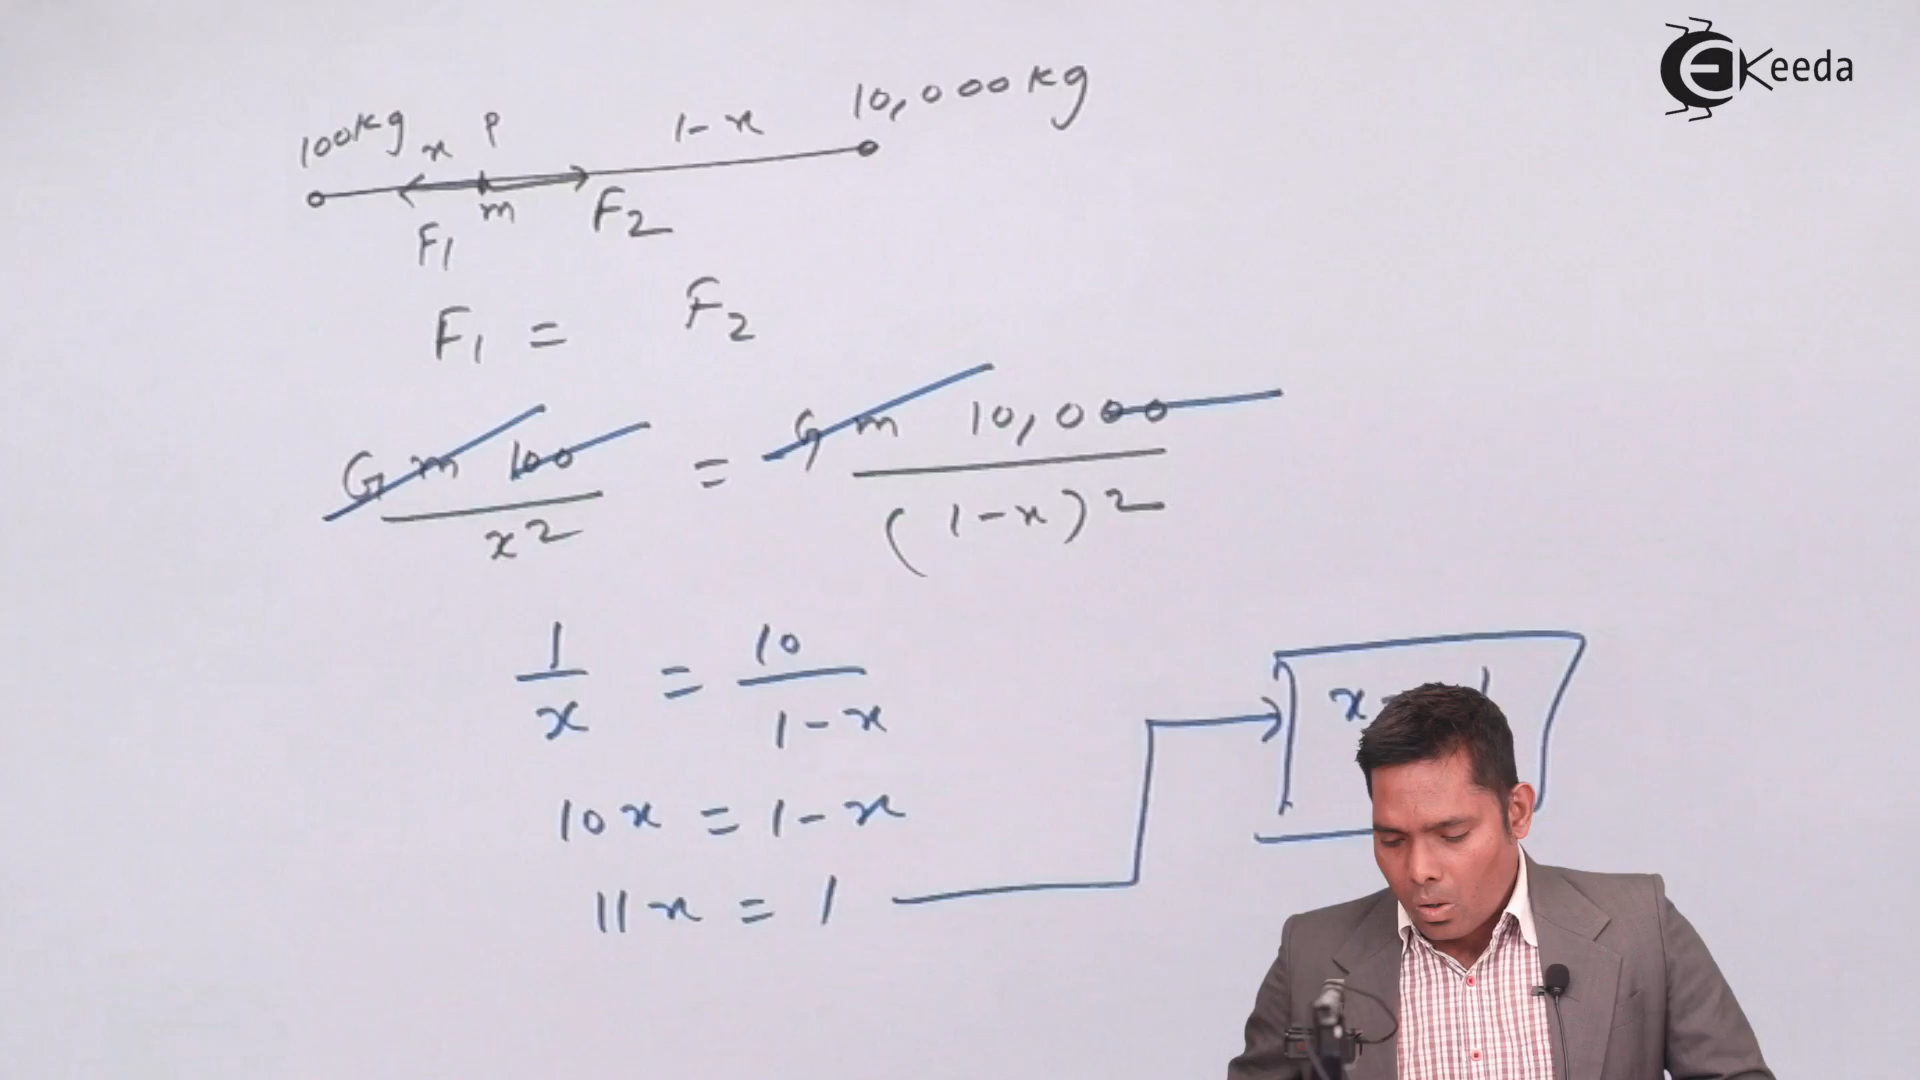 EKeeda
100kg x P 1-x 10,000 kg
m
F1 F2
F1 = F2
G m 100 / x2 = G m 10,000 / (1-x)2
1/x = 10/1-x
10x = 1-x
11x = 1
x